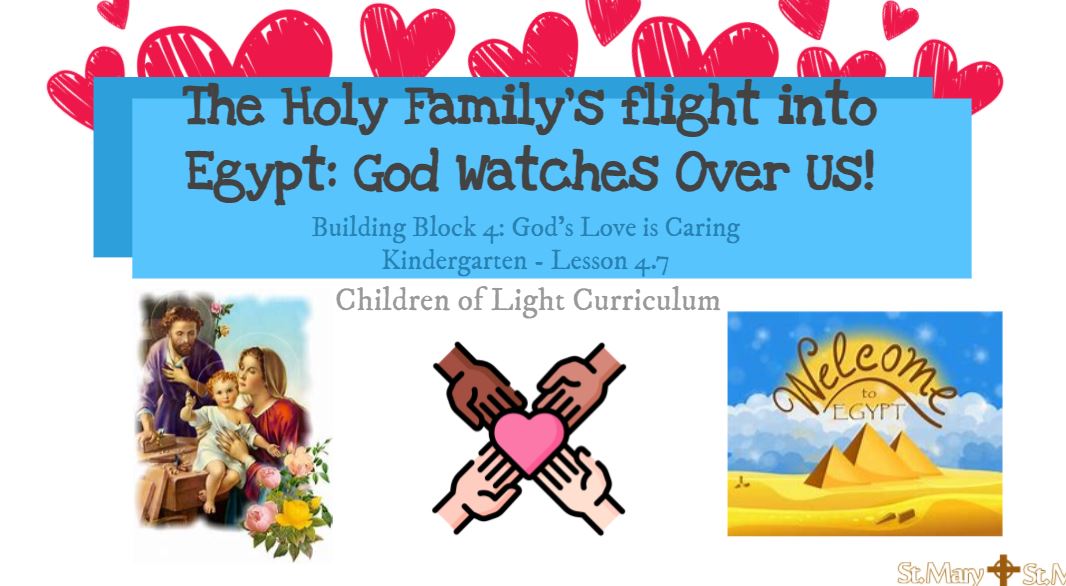 The Holy Family's flight into
Egypt: God Watches Over Us!
Building Block 4: God's Love is Caring
Kindergarten - Lesson 4.7
Children of Light Curriculum
Welcome
to
EGYPT
St.Mary St.M